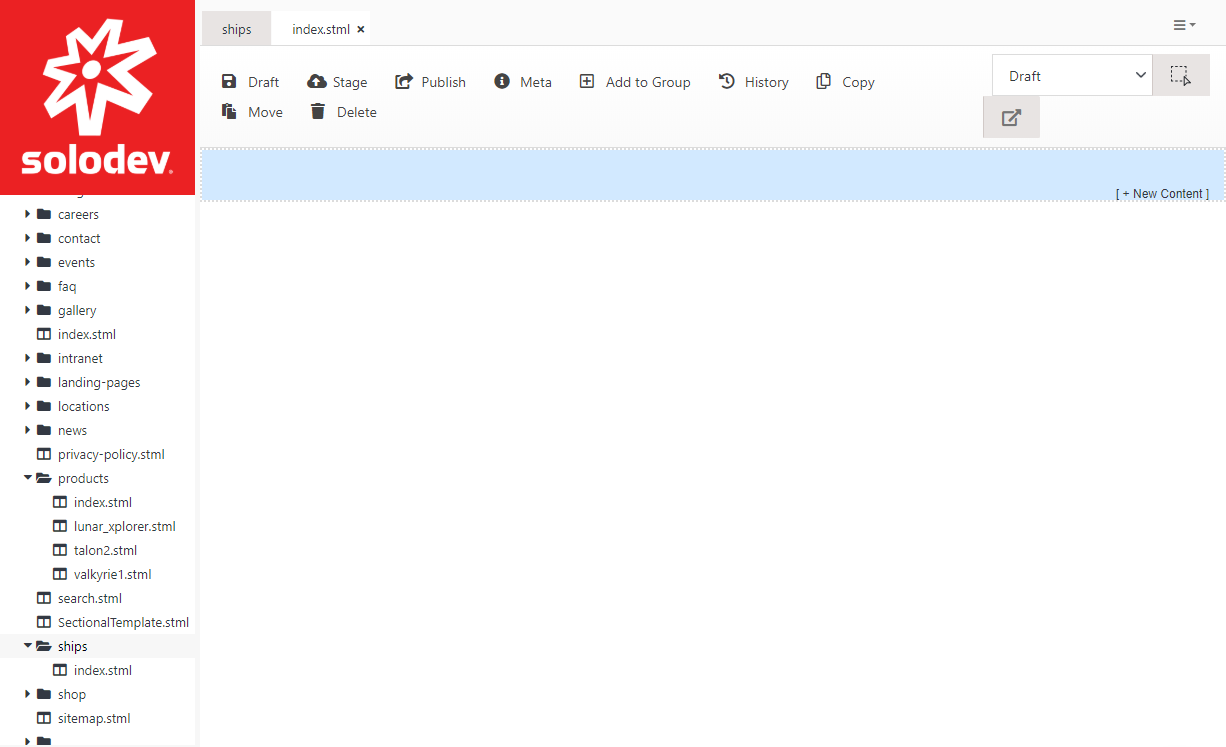 solodev
ships
index.stml ×
Draft
Stage
Publish
Meta
Add to Group
History
Copy
Move
Delete
Draft
[ + New Content ]
careers
contact
events
faq
gallery
index.stml
intranet
landing-pages
locations
news
privacy-policy.stml
products
index.stml
lunar_xplorer.stml
talon2.stml
valkyrie1.stml
search.stml
SectionalTemplate.stml
ships
index.stml
shop
sitemap.stml